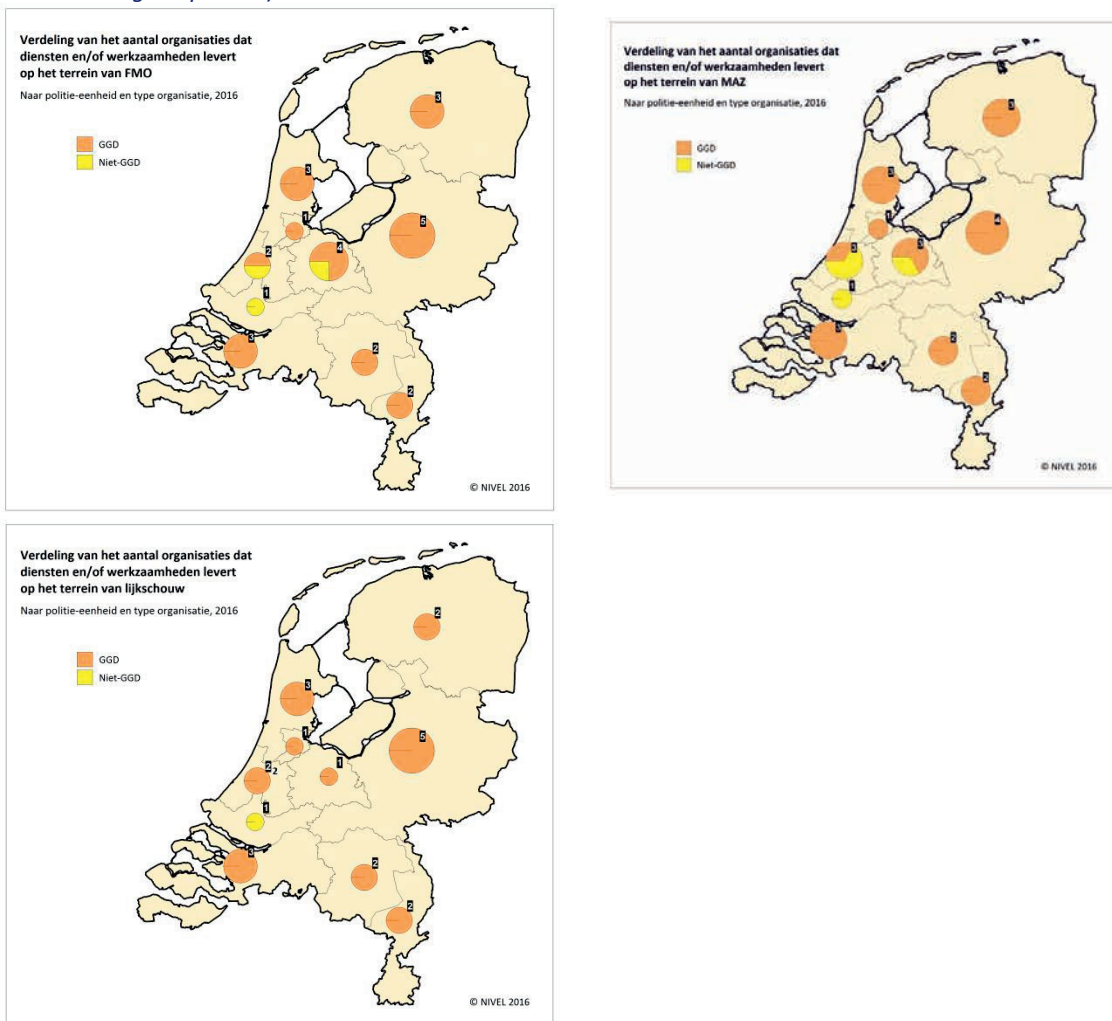 Verdeling van het aantal organisaties dat
diensten en/of werkzaamheden levert
op het terrein van FMO
Naar politie-eenheid en type organisatie, 2016
GGD
Niet-GGD
3
3
1
5
2
4
1
3
2
2
© NIVEL 2016
Verdeling van het aantal organisaties dat
diensten en/of werkzaamheden levert
op het terrein van MAZ
Naar politie-eenheid en type organisatie, 2016
GGD
Niet-GGD
3
3
1
4
3
3
1
3
2
2
© NIVEL 2016
Verdeling van het aantal organisaties dat
diensten en/of werkzaamheden levert
op het terrein van lijkschouw
Naar politie-eenheid en type organisatie, 2016
GGD
Niet-GGD
2
3
1
5
2 2
1
1
3
2
2
© NIVEL 2016